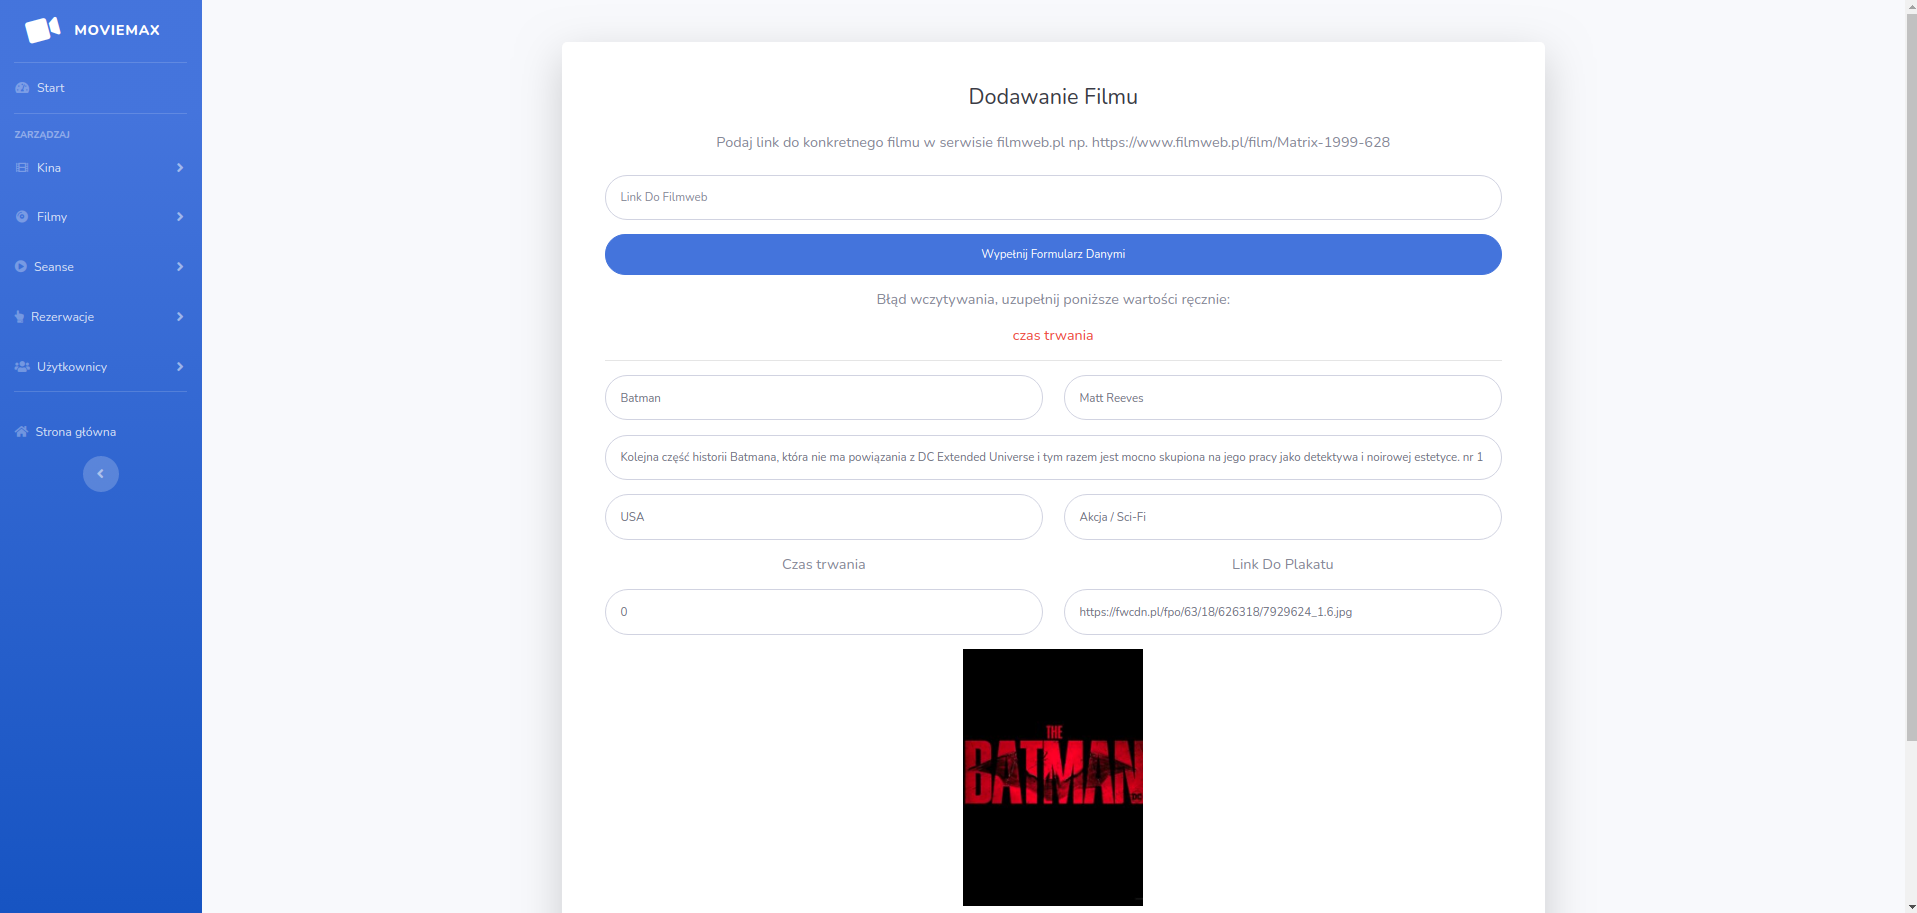 MOVIEMAX
Start
ZARZĄDZAJ
Kina
Filmy
Seanse
Rezerwacje
Użytkownicy
Strona główna
Dodawanie Filmu
Podaj link do konkretnego filmu w serwisie filmweb.pl np. https://www.filmweb.pl/film/Matrix-1999-628
Link Do Filmweb
Wypełnij Formularz Danymi
Błąd wczytywania, uzupełnij poniższe wartości ręcznie:
czas trwania
Batman
Matt Reeves
Kolejna część historii Batmana, która nie ma powiązania z DC Extended Universe i tym razem jest mocno skupiona na jego pracy jako detektywa i noirowej estetyce. nr 1
USA
Akcja / Sci-Fi
Czas trwania
Link Do Plakatu
0
https://fwcdn.pl/fpo/63/18/626318/7929624_1.6.jpg
THE
BATMAN
DC